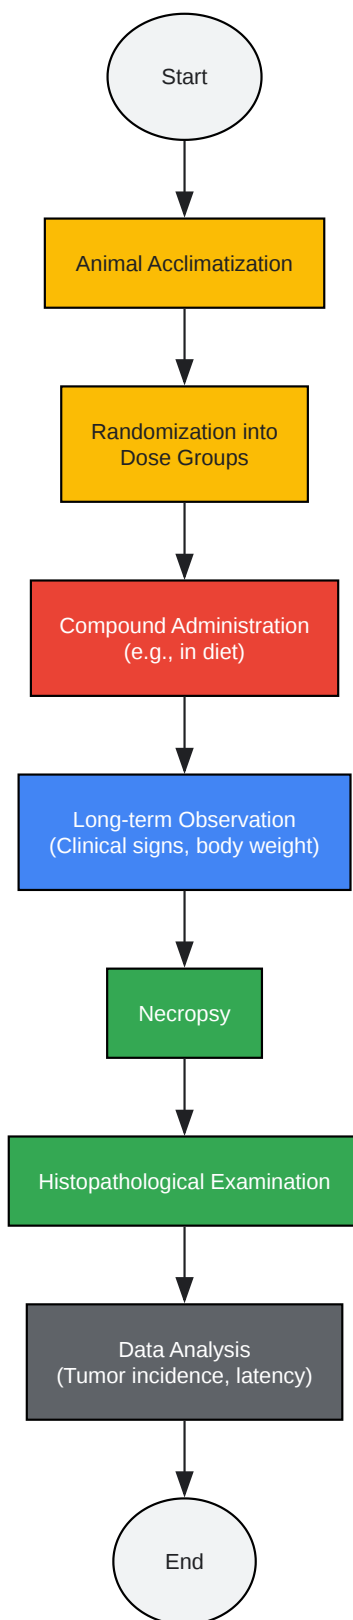 Start
Animal Acclimatization
Randomization into
Dose Groups
Compound Administration
(e.g., in diet)
Long-term Observation
(Clinical signs, body weight)
Necropsy
Histopathological Examination
Data Analysis
(Tumor incidence, latency)
End